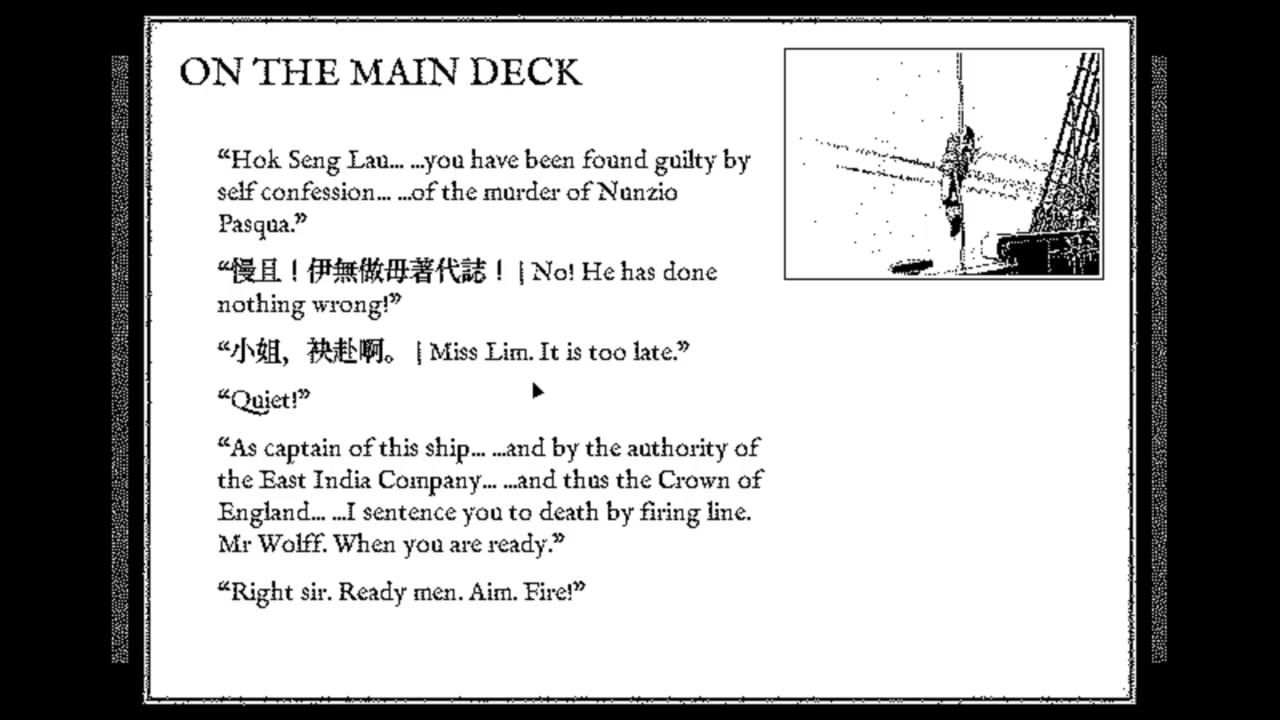 ON THE MAIN DECK
“Hok Seng Lau... ...you have been found guilty by
self confession... ...of the murder of Nunzio
Pasqua.”
“慢且！伊無做毋著代誌！ | No! He has done
nothing wrong!”
“小姐，袂赴啊。 | Miss Lim. It is too late.”
“Quiet!”
“As captain of this ship... ...and by the authority of
the East India Company... ...and thus the Crown of
England... ...I sentence you to death by firing line.
Mr Wolff. When you are ready.”
“Right sir. Ready men. Aim. Fire!”